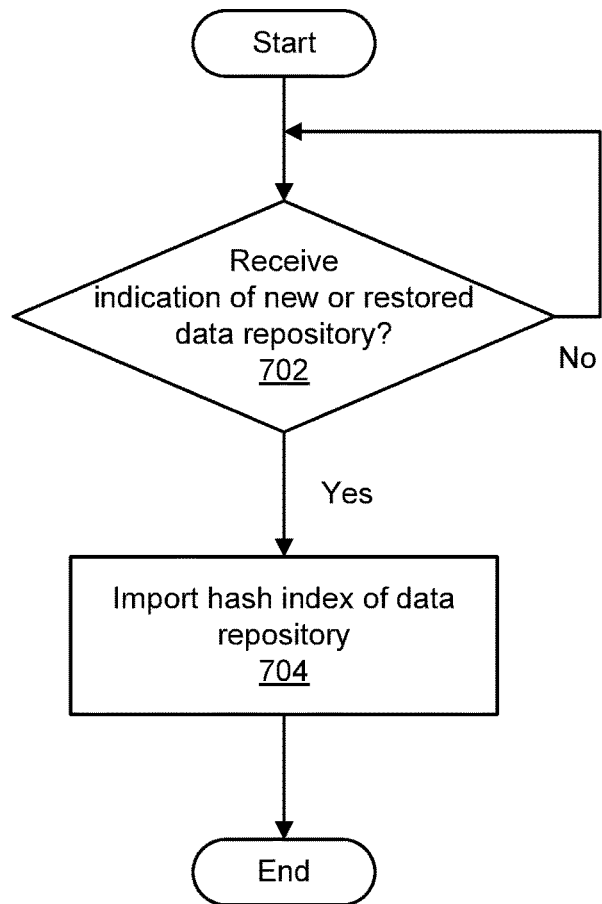 Start
Receive
indication of new or restored
data repository?
702
No
Yes
Import hash index of data
repository
704
End